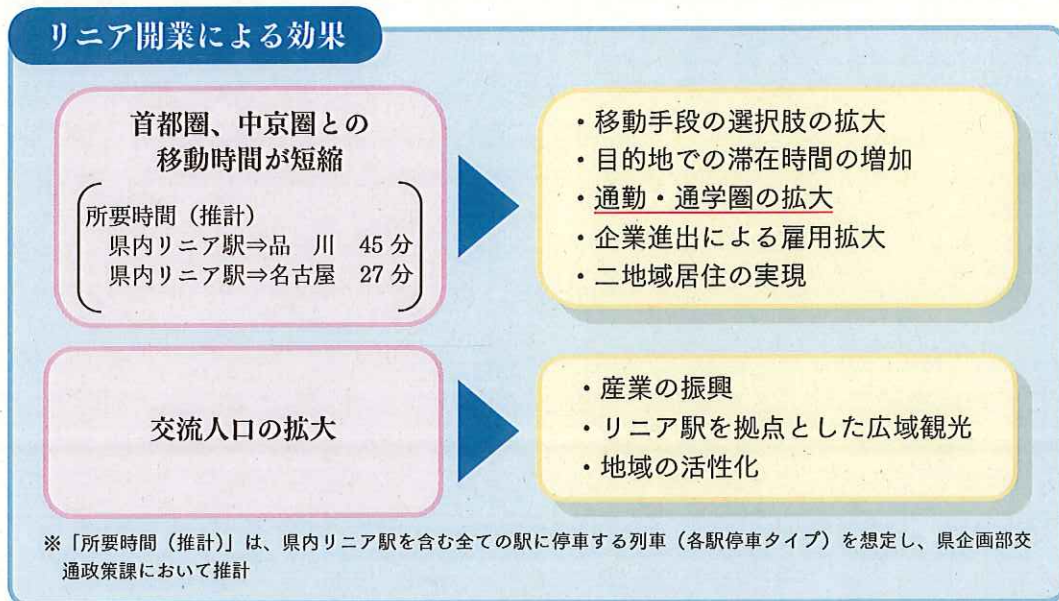 リニア開業による効果
首都圏、中京圏との
移動時間が短縮
所要時間（推計）
県内リニア駅⇒品　川　45分
県内リニア駅⇒名古屋　27分
・移動手段の選択肢の拡大
・目的地での滞在時間の増加
・通勤・通学圏の拡大
・企業進出による雇用拡大
・二地域居住の実現
交流人口の拡大
・産業の振興
・リニア駅を拠点とした広域観光
・地域の活性化
※「所要時間（推計）」は、県内リニア駅を含む全ての駅に停車する列車（各駅停車タイプ）を想定し、県企画部交
通政策課において推計